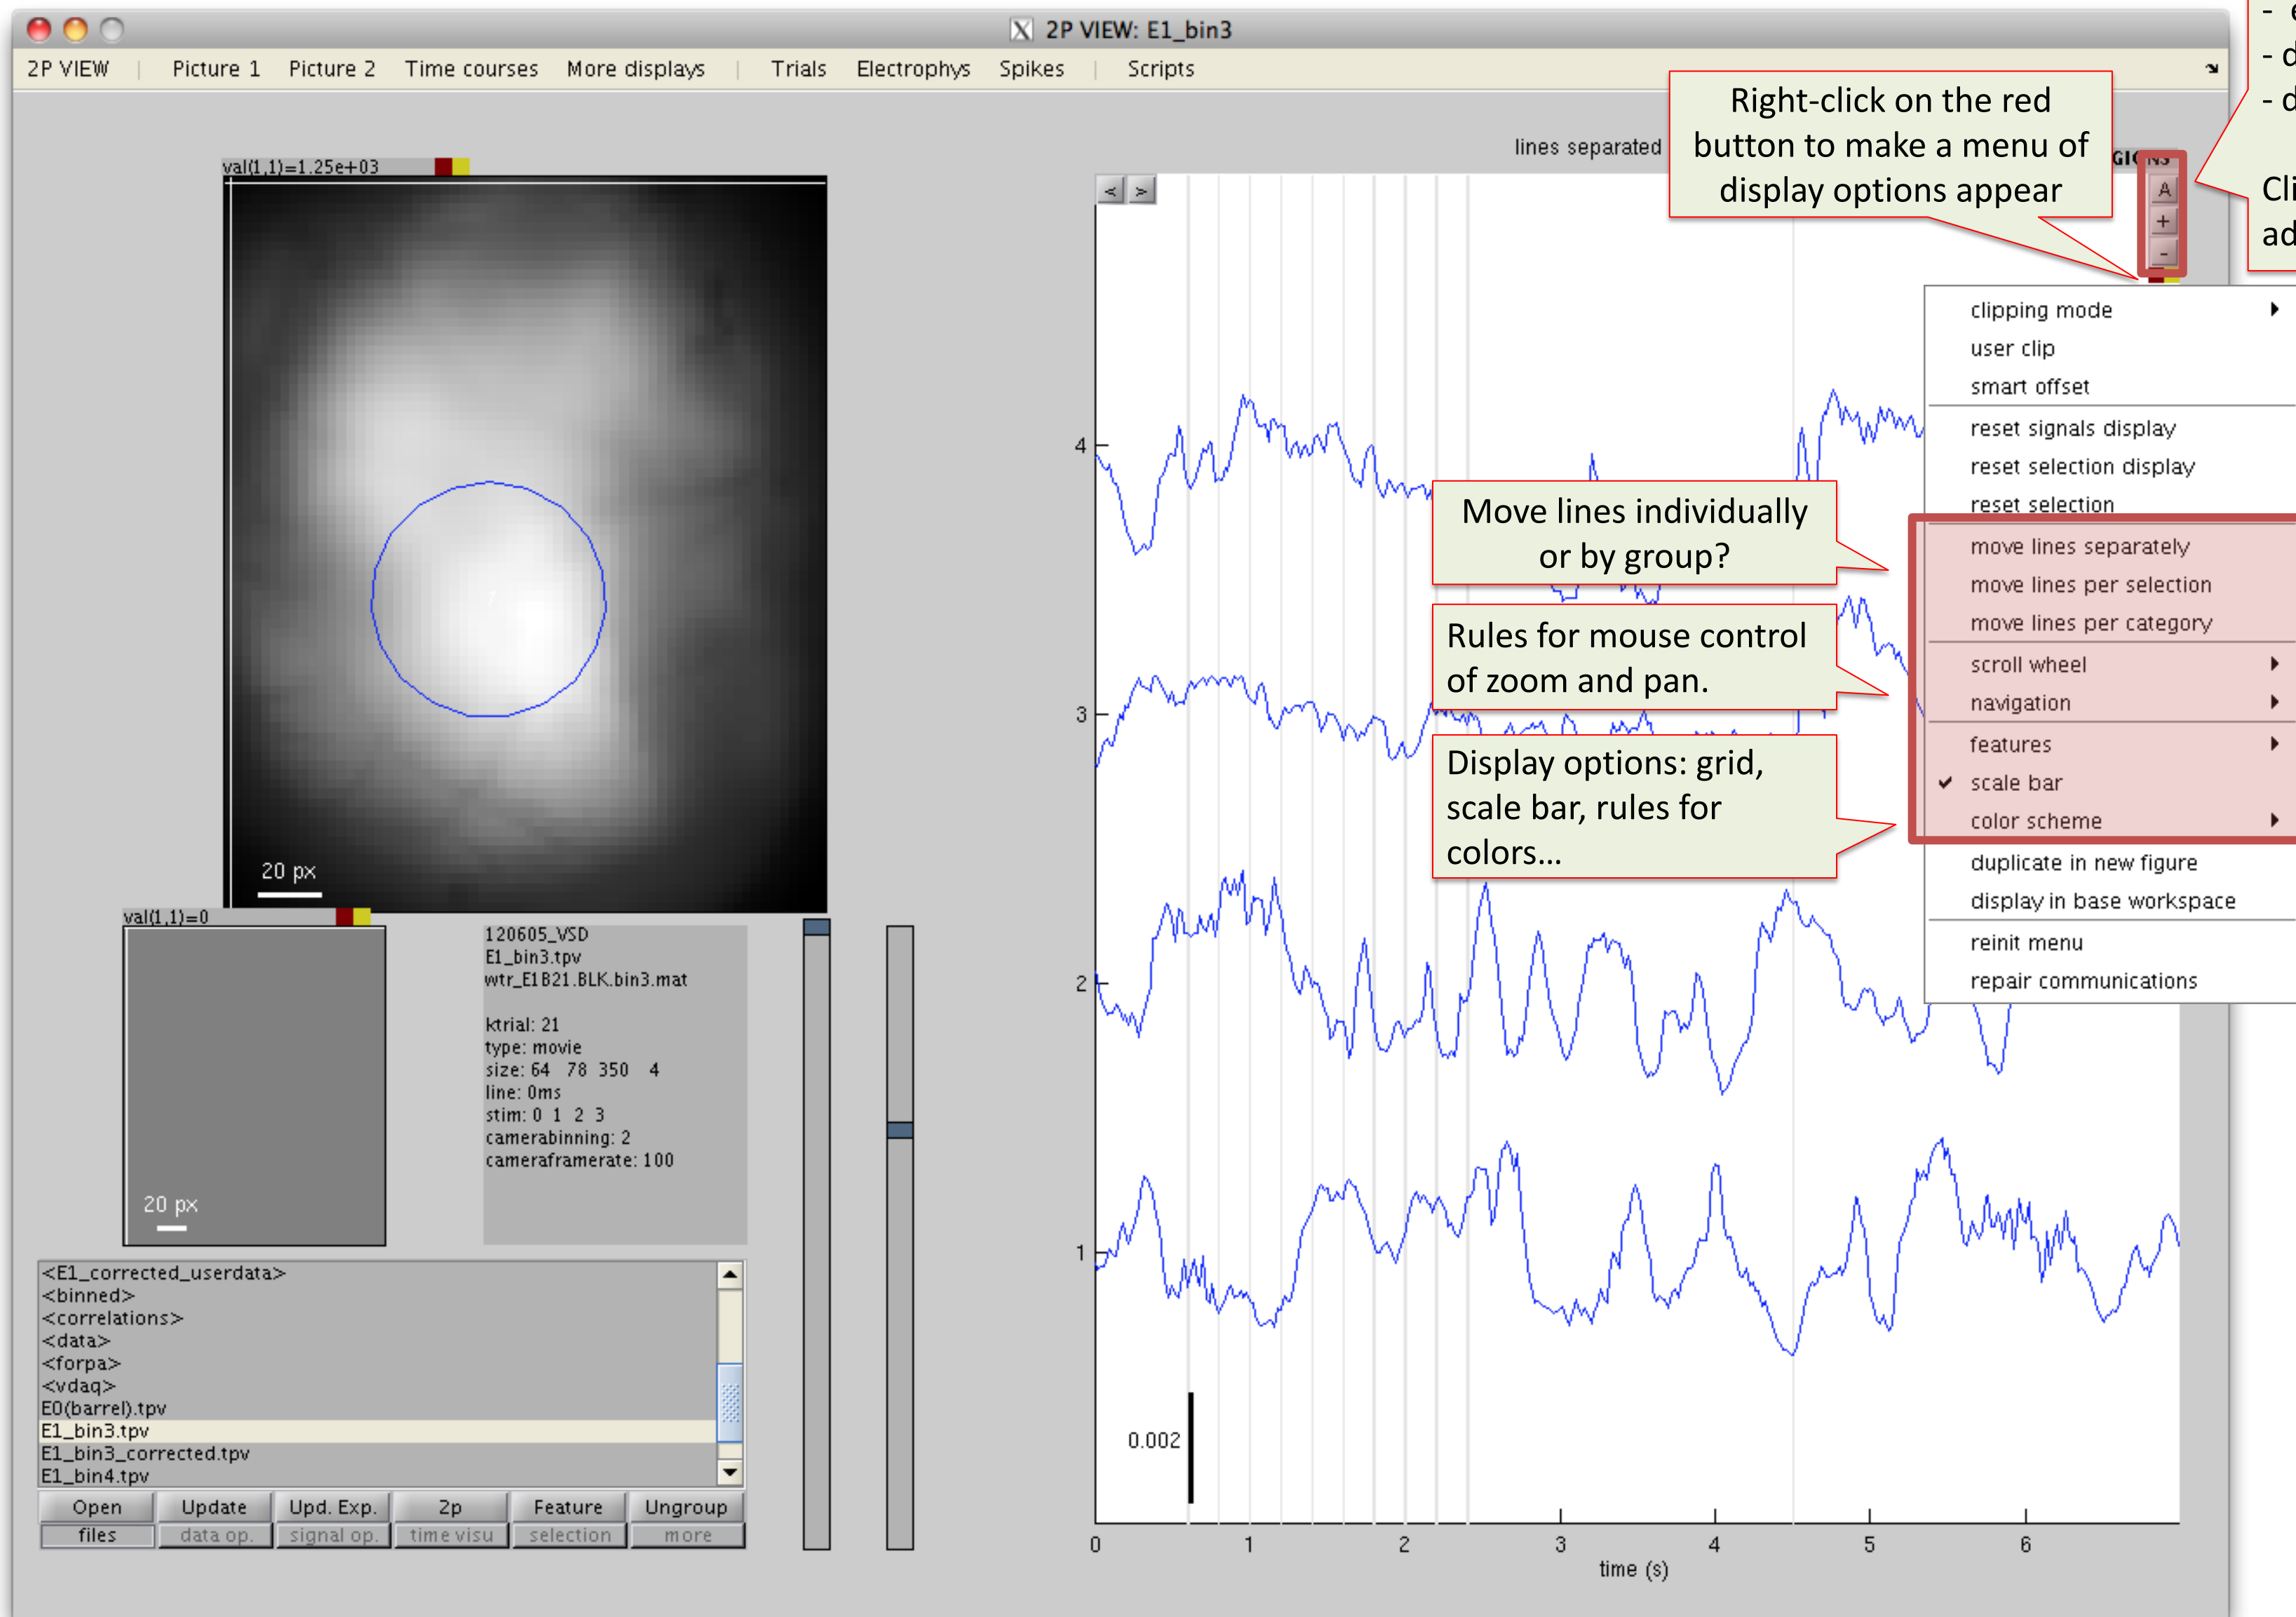 2P VIEW: E1_bin3
2P VIEW | Picture 1 Picture 2 Time courses More displays | Trials Electrophys Spikes | Scripts
Right-click on the red
button to make a menu of
display options appear
lines separated
val(1,1)=1.25e+03
< >
A
+
-
Cli
ad
clipping mode
user clip
smart offset
reset signals display
reset selection display
reset selection
move lines separately
move lines per selection
move lines per category
scroll wheel
navigation
features
scale bar
color scheme
duplicate in new figure
display in base workspace
reinit menu
repair communications
Move lines individually
or by group?
Rules for mouse control
of zoom and pan.
Display options: grid,
scale bar, rules for
colors...
4
3
2
1
0.002
0 1 2 3 4 5 6
time (s)
1
20 px
val(1,1)=0
20 px
120605_VSD
E1_bin3.tpv
wtr_E1B21.BLK.bin3.mat
ktrial: 21
type: movie
size: 64 78 350 4
line: 0ms
stim: 0 1 2 3
camerabinning: 2
cameraframerate: 100
<E1_corrected_userdata>
<binned>
<correlations>
<data>
<forpa>
<vdaq>
E0(barrel).tpv
E1_bin3.tpv
E1_bin3_corrected.tpv
E1_bin4.tpv
Open Update Upd. Exp. 2p Feature Ungroup
files data op. signal op. time visu selection more